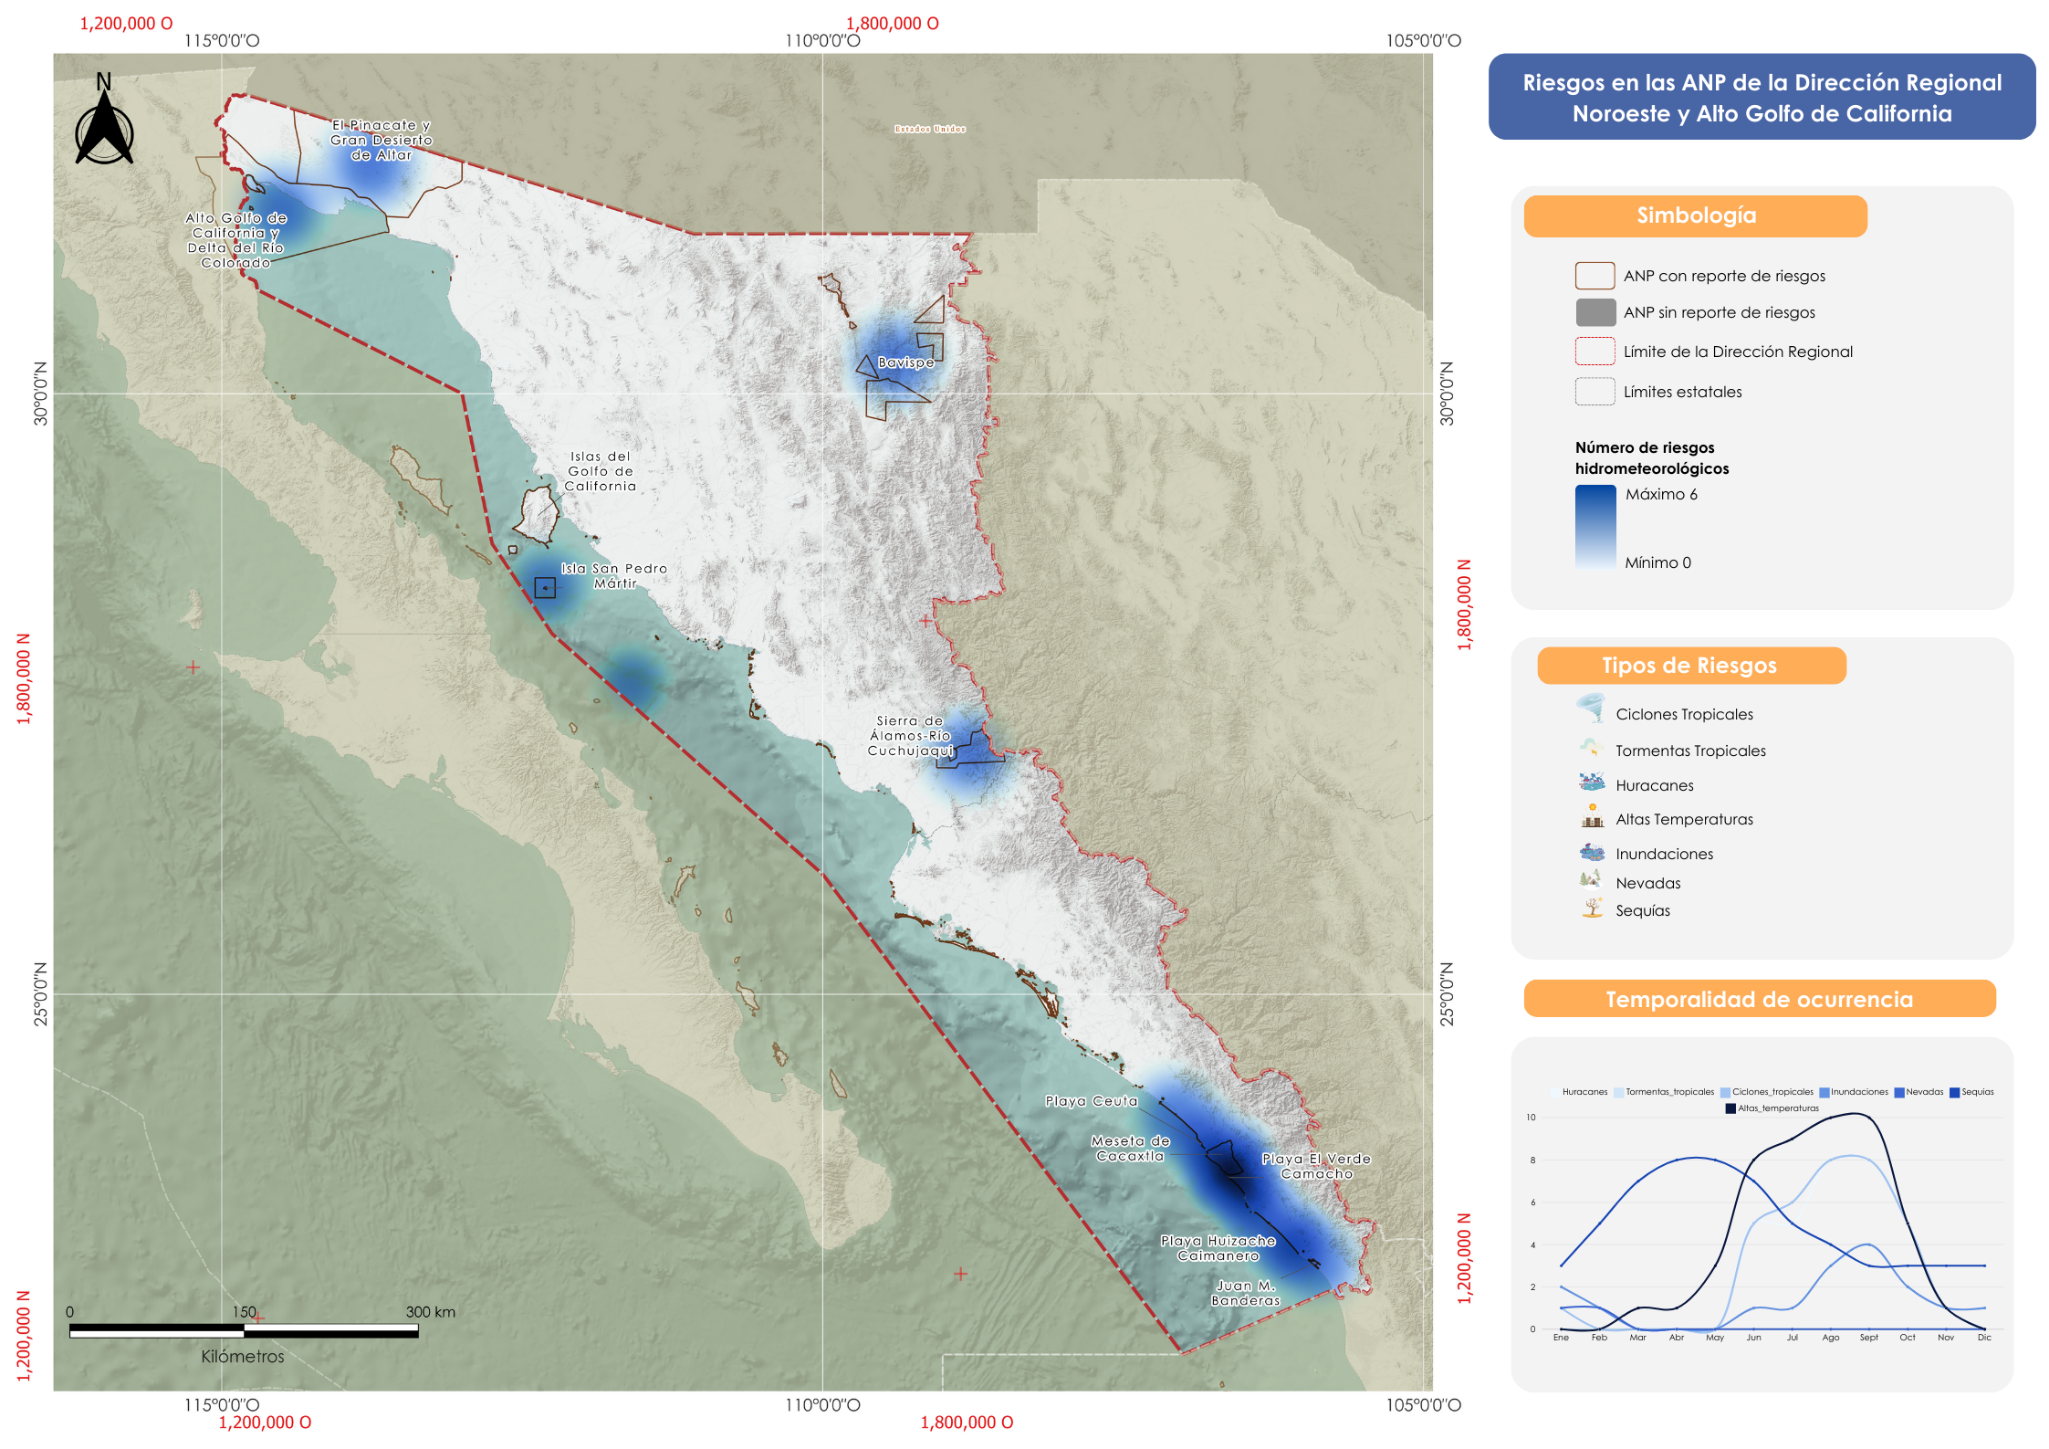 1,200,000 O
1,800,000 O
115°0'0"O
110°0'0"O
105°0'0"O
N
El Pinacate y
Gran Desierto
de Altar
Estados Unidos
Alto Golfo de
California y
Delta del Río
Colorado
Bavispe
30°0'0"N
30°0'0"N
Islas del
Golfo de
California
Isla San Pedro
Mártir
1,800,000 N
1,800,000 N
Sierra de
Álamos-Río
Cuchujaqui
25°0'0"N
25°0'0"N
Playa Ceuta
Meseta de
Cacaxtla
Playa El Verde
Camacho
Playa Huizache
Caimanero
Juan M.
Banderas
1,200,000 N
1,200,000 N
0 150 300 km
Kilómetros
115°0'0"O
110°0'0"O
105°0'0"O
1,200,000 O
1,800,000 O
Riesgos en las ANP de la Dirección Regional
Noroeste y Alto Golfo de California
Simbología
ANP con reporte de riesgos
ANP sin reporte de riesgos
Límite de la Dirección Regional
Límites estatales
Número de riesgos
hidrometeorológicos
Máximo 6
Mínimo 0
Tipos de Riesgos
Ciclones Tropicales
Tormentas Tropicales
Huracanes
Altas Temperaturas
Inundaciones
Nevadas
Sequías
Temporalidad de ocurrencia
Huracanes Tormentas_tropicales Ciclones_tropicales Inundaciones Nevadas Sequias
Altas_temperaturas
10
8
6
4
2
0
Ene Feb Mar Abr May Jun Jul Ago Sept Oct Nov Dic